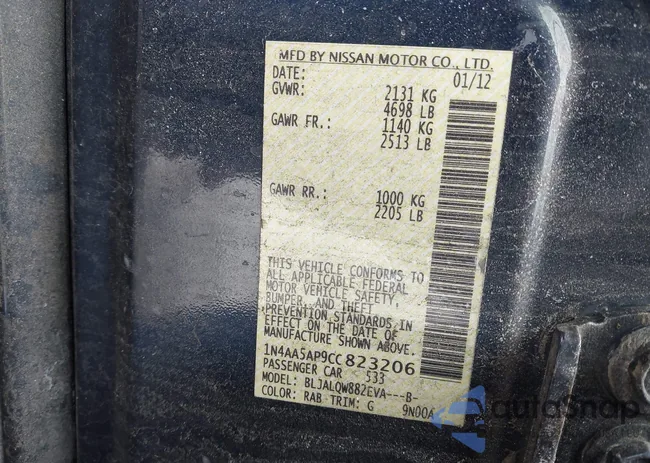 MFD BY NISSAN MOTOR CO., LTD.
DATE: 01/12
GVWR: 2131 KG
4698 LB
GAWR FR.: 1140 KG
2513 LB
GAWR RR.: 1000 KG
2205 LB
THIS VEHICLE CONFORMS TO
ALL APPLICABLE FEDERAL
MOTOR VEHICLE SAFETY,
BUMPER, AND THEFT
PREVENTION STANDARDS IN
EFFECT ON THE DATE OF
MANUFACTURE SHOWN ABOVE.
1N4AA5AP9CC823206
PASSENGER CAR 533
MODEL: BLJALQW882EVA---B-
COLOR: RAB TRIM: G 9N00A
autoSnap